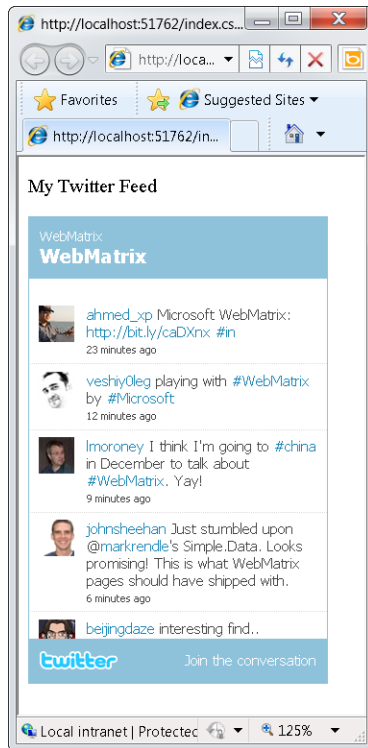 http://localhost:51762/index.cs...
http://loca...
Favorites
Suggested Sites
http://localhost:51762/in...
My Twitter Feed
WebMatrix
WebMatrix
ahmed_xp Microsoft WebMatrix:
http://bit.ly/caDXnx #in
23 minutes ago
veshiy0leg playing with #WebMatrix
by #Microsoft
12 minutes ago
lmoroney I think I'm going to #china
in December to talk about
#WebMatrix. Yay!
9 minutes ago
johnsheehan Just stumbled upon
@markrendle's Simple.Data. Looks
promising! This is what WebMatrix
pages should have shipped with.
6 minutes ago
beijingdaze interesting find..
twitter
Join the conversation
Local intranet | Protectec
125%